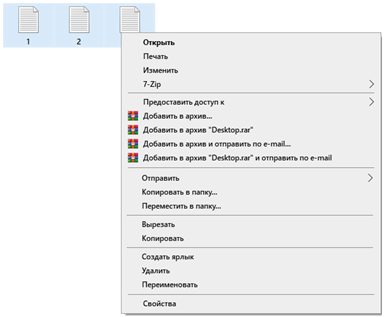 1 2
Открыть
Печать
Изменить
7-Zip
Предоставить доступ к
Добавить в архив...
Добавить в архив "Desktop.rar"
Добавить в архив и отправить по e-mail...
Добавить в архив "Desktop.rar" и отправить по e-mail
Отправить
Копировать в папку...
Переместить в папку...
Вырезать
Копировать
Создать ярлык
Удалить
Переименовать
Свойства